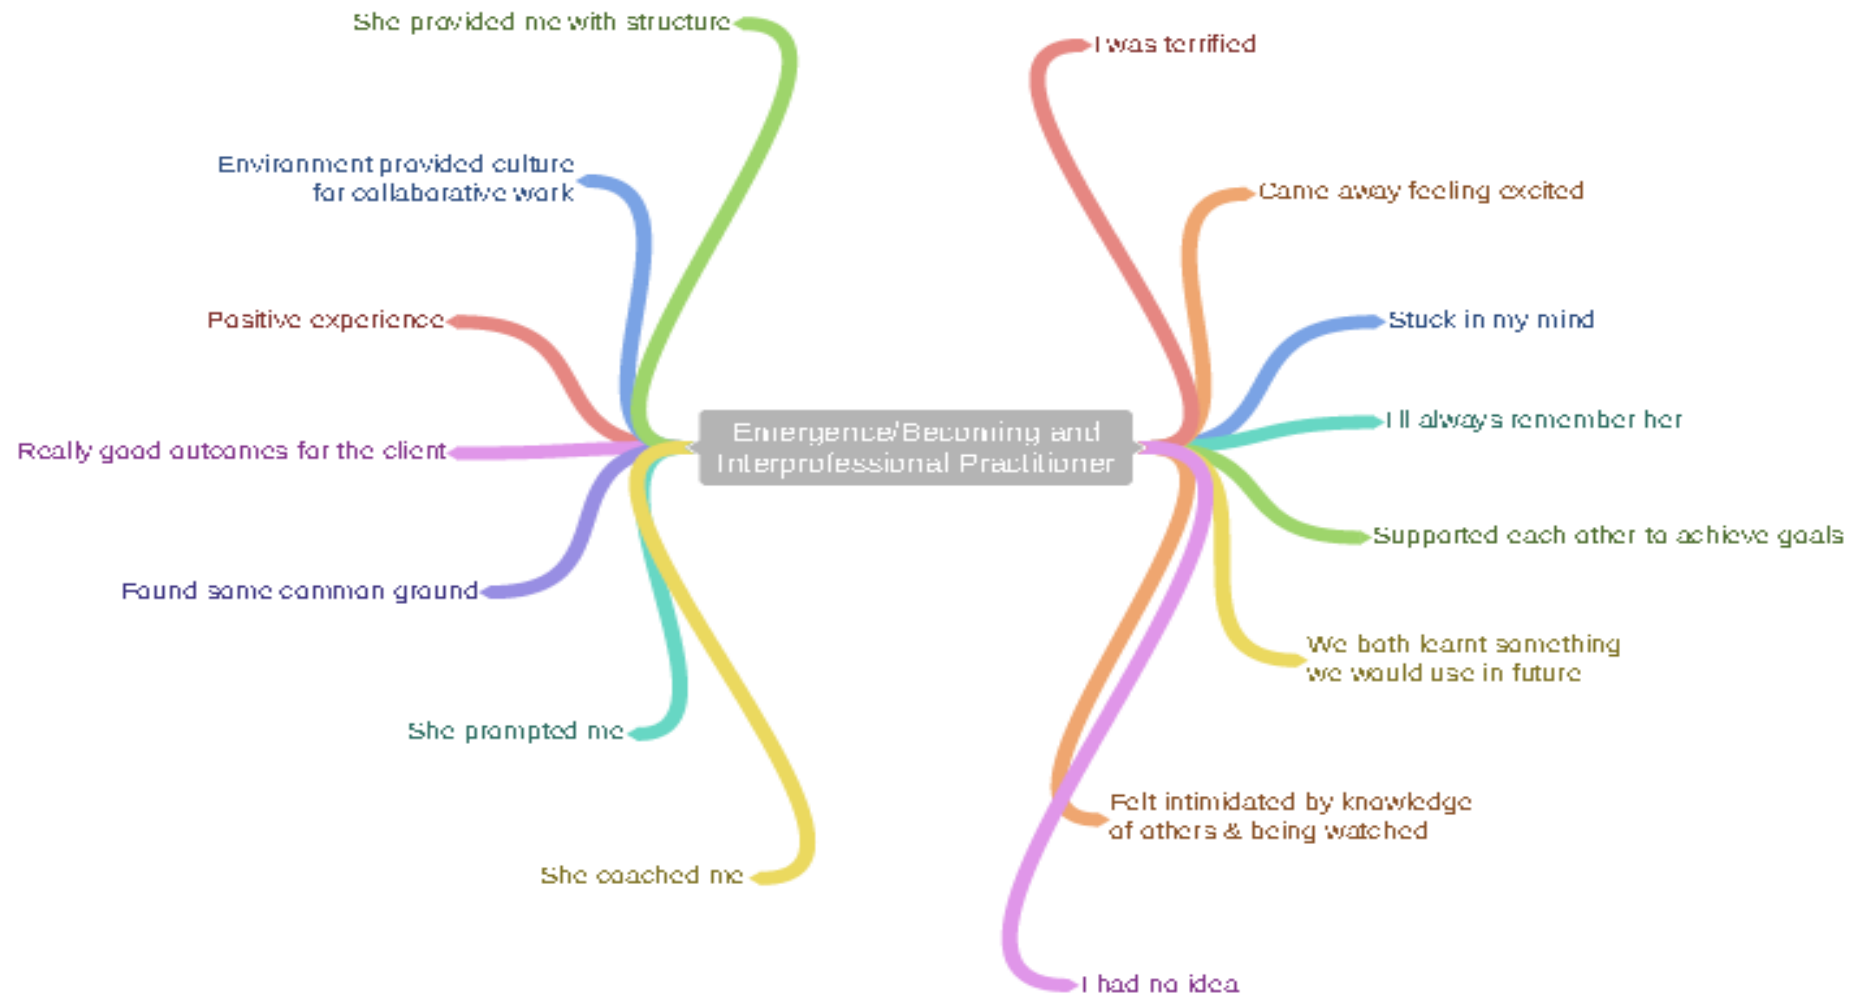 She provided me with structure
Environment provided culture
for collaborative work
Positive experience
Really good outcomes for the client
Found some common ground
She prompted me
She coached me
Emergence/Becoming and
Interprofessional Practitioner
I was terrified
Came away feeling excited
Stuck in my mind
I'll always remember her
Supported each other to achieve goals
We both learnt something
we would use in future
Felt intimidated by knowledge
of others & being watched
I had no idea